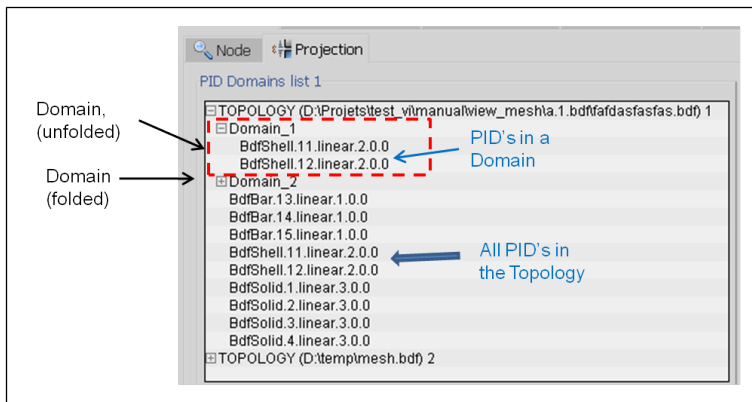 Node
Projection
PID Domains list 1
TOPOLOGY (D:\Projets\test_vi\manual\view_mesh\a.1.bdf\fafdasfasfas.bdf) 1
Domain_1
BdfShell.11.linear.2.0.0
BdfShell.12.linear.2.0.0
Domain_2
BdfBar.13.linear.1.0.0
BdfBar.14.linear.1.0.0
BdfBar.15.linear.1.0.0
BdfShell.11.linear.2.0.0
BdfShell.12.linear.2.0.0
BdfSolid.1.linear.3.0.0
BdfSolid.2.linear.3.0.0
BdfSolid.3.linear.3.0.0
BdfSolid.4.linear.3.0.0
TOPOLOGY (D:\temp\mesh.bdf) 2
Domain,
(unfolded)
Domain
(folded)
PID's in a
Domain
All PID's in
the Topology